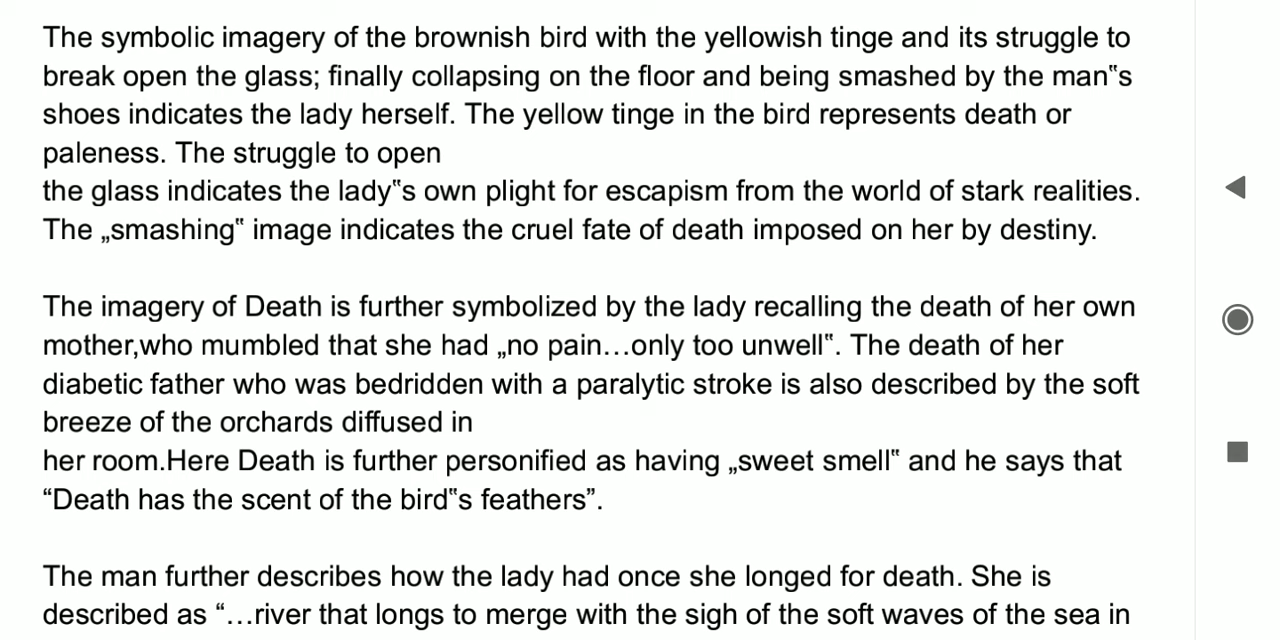 The symbolic imagery of the brownish bird with the yellowish tinge and its struggle to
break open the glass; finally collapsing on the floor and being smashed by the man‟s
shoes indicates the lady herself. The yellow tinge in the bird represents death or
paleness. The struggle to open
the glass indicates the lady‟s own plight for escapism from the world of stark realities.
The „smashing‟ image indicates the cruel fate of death imposed on her by destiny.
The imagery of Death is further symbolized by the lady recalling the death of her own
mother,who mumbled that she had „no pain…only too unwell‟. The death of her
diabetic father who was bedridden with a paralytic stroke is also described by the soft
breeze of the orchards diffused in
her room.Here Death is further personified as having „sweet smell‟ and he says that
“Death has the scent of the bird‟s feathers”.
The man further describes how the lady had once she longed for death. She is
described as “…river that longs to merge with the sigh of the soft waves of the sea in